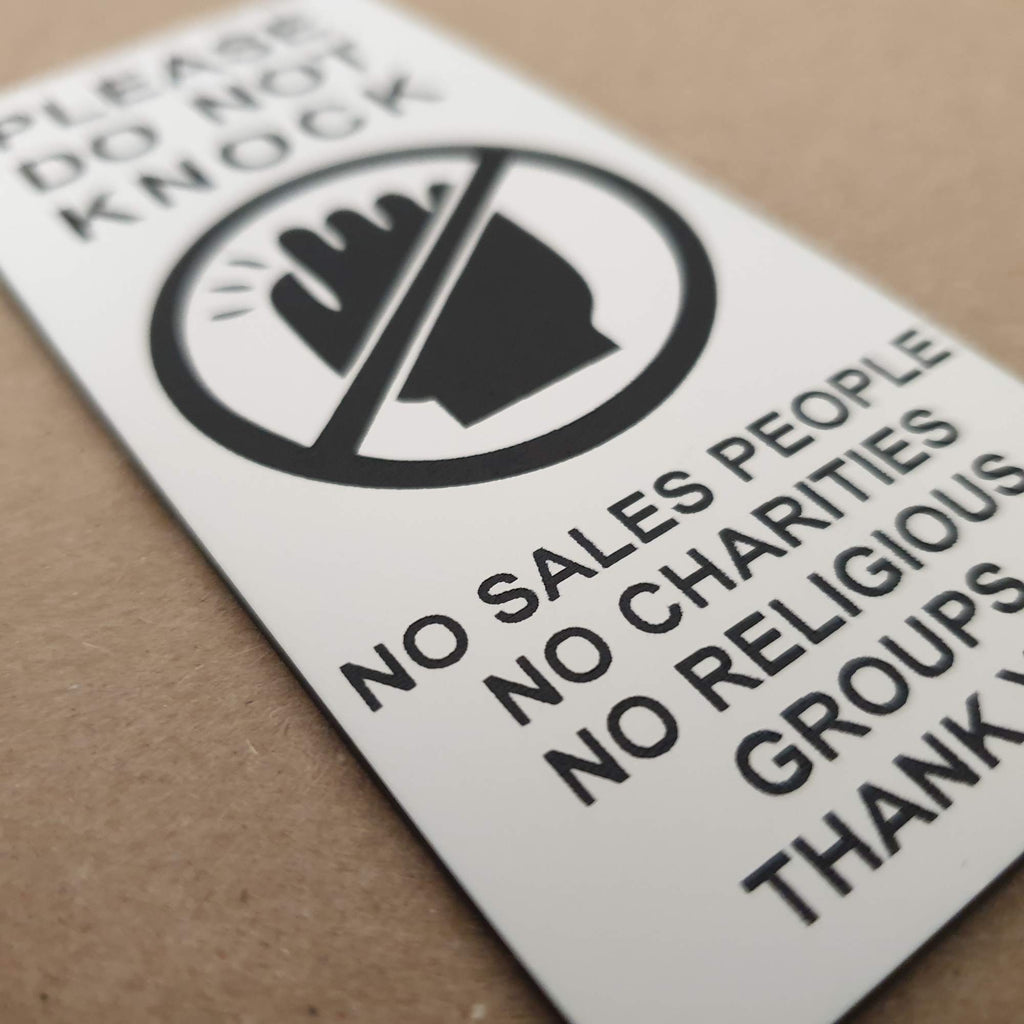 PLEASE
DO NOT
KNOCK
NO SALES PEOPLE
NO CHARITIES
NO RELIGIOUS
GROUPS
THANK